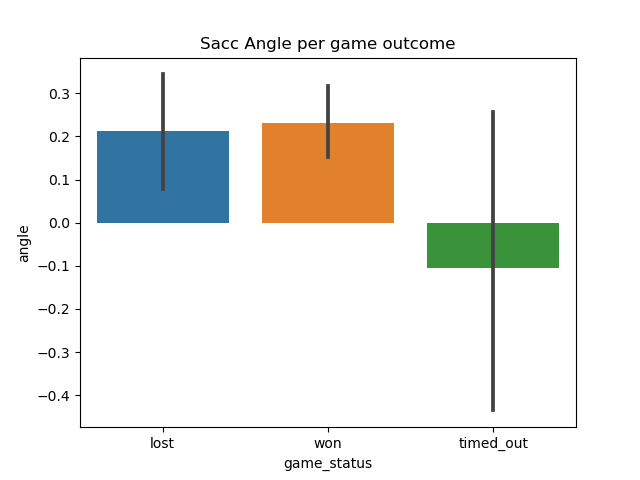 Sacc Angle per game outcome
angle
0.3
0.2
0.1
0.0
−0.1
−0.2
−0.3
−0.4
lost won timed_out
game_status